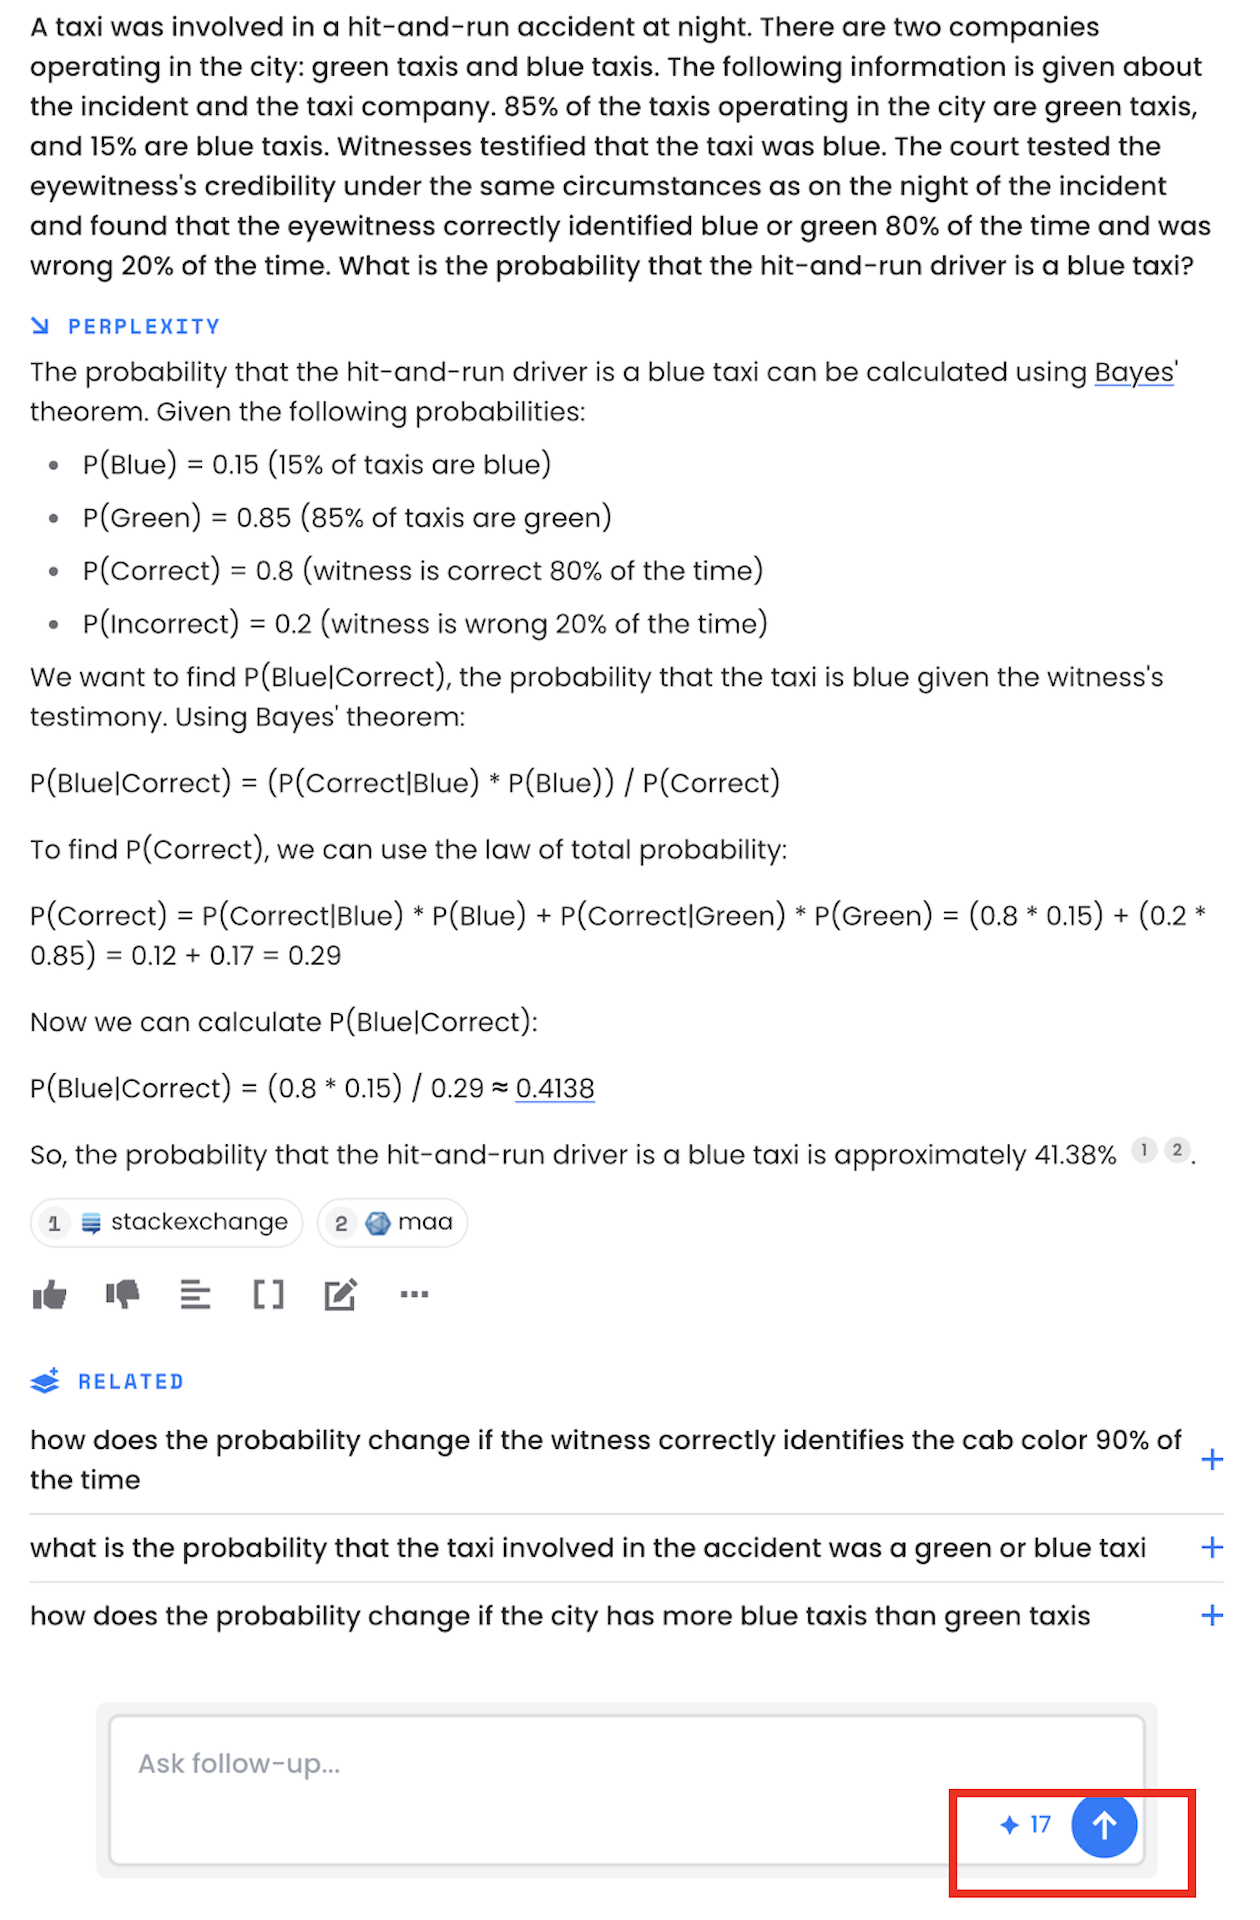 A taxi was involved in a hit-and-run accident at night. There are two companies
operating in the city: green taxis and blue taxis. The following information is given about
the incident and the taxi company. 85% of the taxis operating in the city are green taxis,
and 15% are blue taxis. Witnesses testified that the taxi was blue. The court tested the
eyewitness's credibility under the same circumstances as on the night of the incident
and found that the eyewitness correctly identified blue or green 80% of the time and was
wrong 20% of the time. What is the probability that the hit-and-run driver is a blue taxi?
PERPLEXITY
The probability that the hit-and-run driver is a blue taxi can be calculated using Bayes'
theorem. Given the following probabilities:
• P(Blue) = 0.15 (15% of taxis are blue)
• P(Green) = 0.85 (85% of taxis are green)
• P(Correct) = 0.8 (witness is correct 80% of the time)
• P(Incorrect) = 0.2 (witness is wrong 20% of the time)
We want to find P(Blue|Correct), the probability that the taxi is blue given the witness's
testimony. Using Bayes' theorem:
P(Blue|Correct) = (P(Correct|Blue) * P(Blue)) / P(Correct)
To find P(Correct), we can use the law of total probability:
P(Correct) = P(Correct|Blue) * P(Blue) + P(Correct|Green) * P(Green) = (0.8 * 0.15) + (0.2 *
0.85) = 0.12 + 0.17 = 0.29
Now we can calculate P(Blue|Correct):
P(Blue|Correct) = (0.8 * 0.15) / 0.29 ≈ 0.4138
So, the probability that the hit-and-run driver is a blue taxi is approximately 41.38% 1 2.
1 stackexchange 2 maa
RELATED
how does the probability change if the witness correctly identifies the cab color 90% of
the time
what is the probability that the taxi involved in the accident was a green or blue taxi
how does the probability change if the city has more blue taxis than green taxis
Ask follow-up...
17